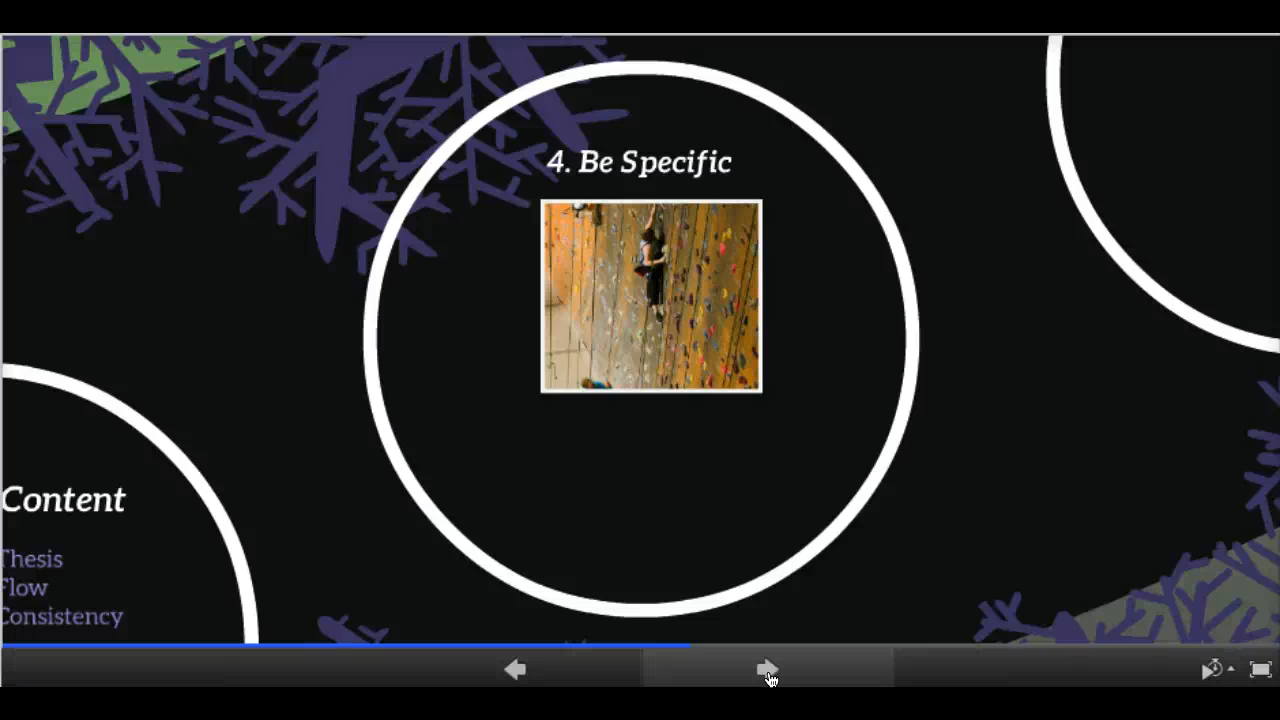 4. Be Specific
Content
Thesis
Flow
Consistency